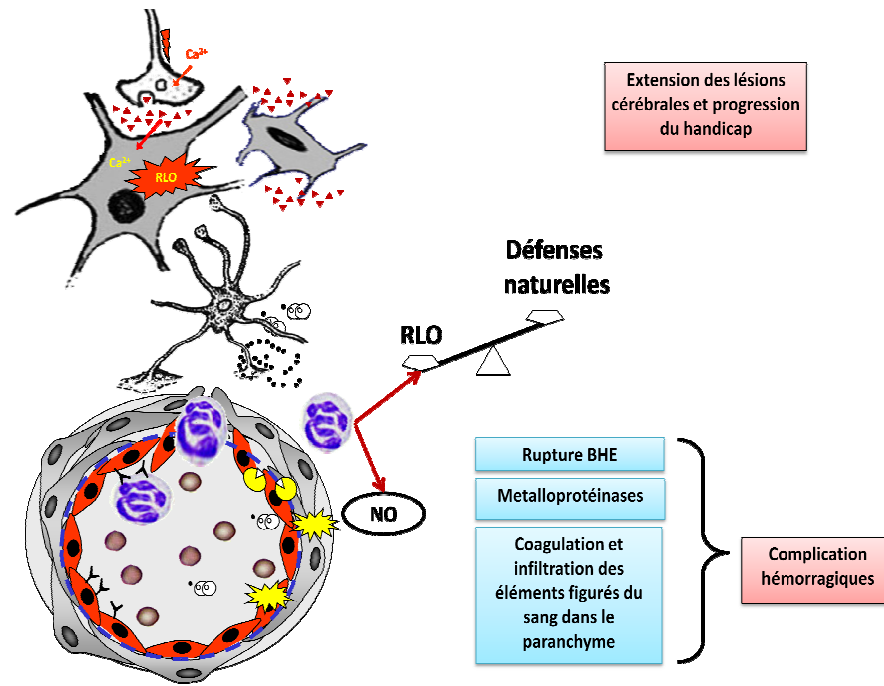 Ca²⁺
Extension des lésions
cérébrales et progression
du handicap
Ca²⁺
RLO
Défenses
naturelles
RLO
Rupture BHE
Metalloprotéinases
NO
Coagulation et
infiltration des
éléments figurés du
sang dans le
paranchyme
Complication
hémorragiques